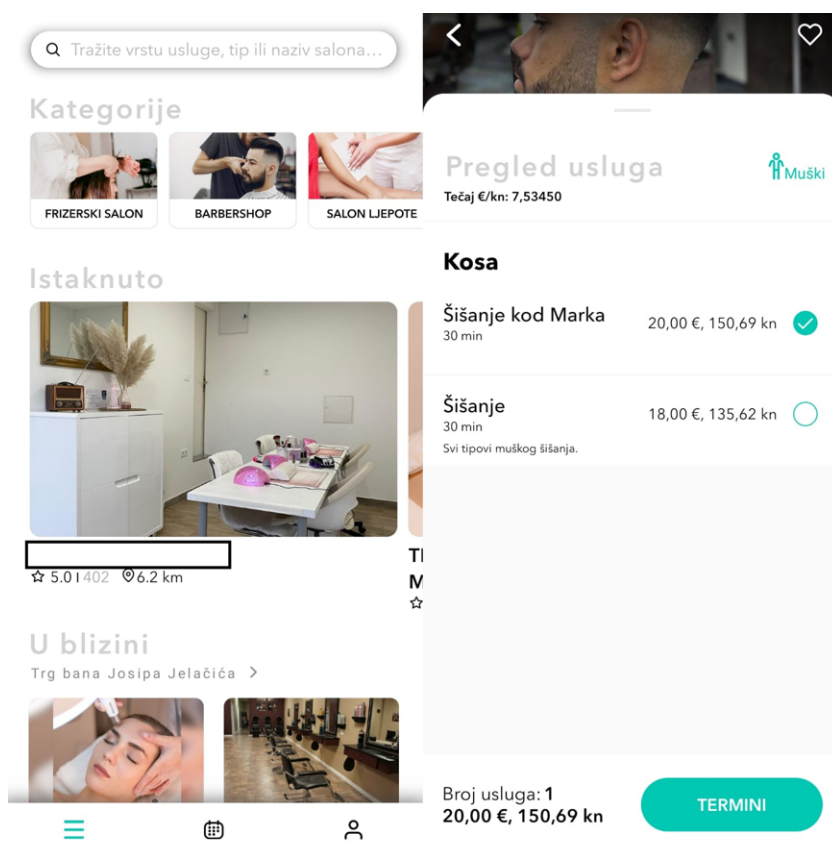 Tražite vrstu usluge, tip ili naziv salona...
Kategorije
FRIZERSKI SALON
BARBERSHOP
SALON LJEPOTE
Istaknuto
5.0 | 402
6.2 km
U blizini
Trg bana Josipa Jelačića >
Pregled usluga
Muški
Tečaj €/kn: 7,53450
Kosa
Šišanje kod Marka
30 min
20,00 €, 150,69 kn
Šišanje
30 min
18,00 €, 135,62 kn
Svi tipovi muškog šišanja.
Broj usluga: 1
20,00 €, 150,69 kn
TERMINI